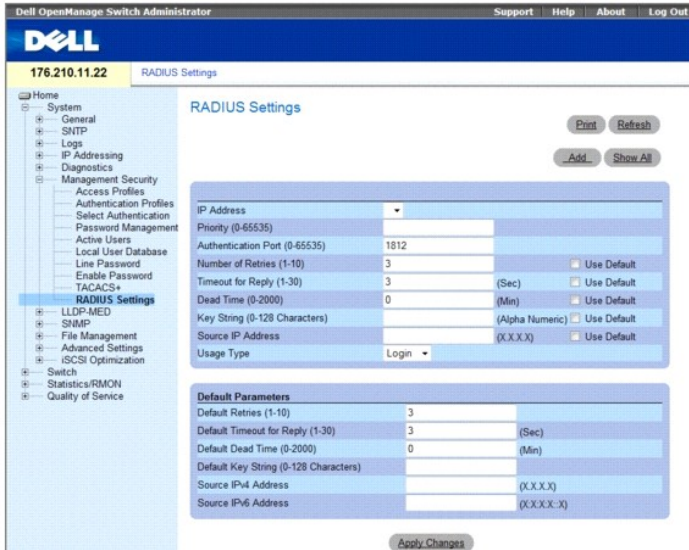 Dell OpenManage Switch Administrator Support Help About Log Out
DELL
176.210.11.22 RADIUS Settings
Home
System
General
SNTP
Logs
IP Addressing
Diagnostics
Management Security
Access Profiles
Authentication Profiles
Select Authentication
Password Management
Active Users
Local User Database
Line Password
Enable Password
TACACS+
RADIUS Settings
LLDP-MED
SNMP
File Management
Advanced Settings
iSCSI Optimization
Switch
Statistics/RMON
Quality of Service
RADIUS Settings
Print Refresh
Add Show All
IP Address
Priority (0-65535)
Authentication Port (0-65535) 1812
Number of Retries (1-10) 3 Use Default
Timeout for Reply (1-30) 3 (Sec) Use Default
Dead Time (0-2000) 0 (Min) Use Default
Key String (0-128 Characters) (Alpha Numeric) Use Default
Source IP Address (X.X.X.X) Use Default
Usage Type Login
Default Parameters
Default Retries (1-10) 3
Default Timeout for Reply (1-30) 3 (Sec)
Default Dead Time (0-2000) 0 (Min)
Default Key String (0-128 Characters)
Source IPv4 Address (X.X.X.X)
Source IPv6 Address (X:X:X:X::X)
Apply Changes